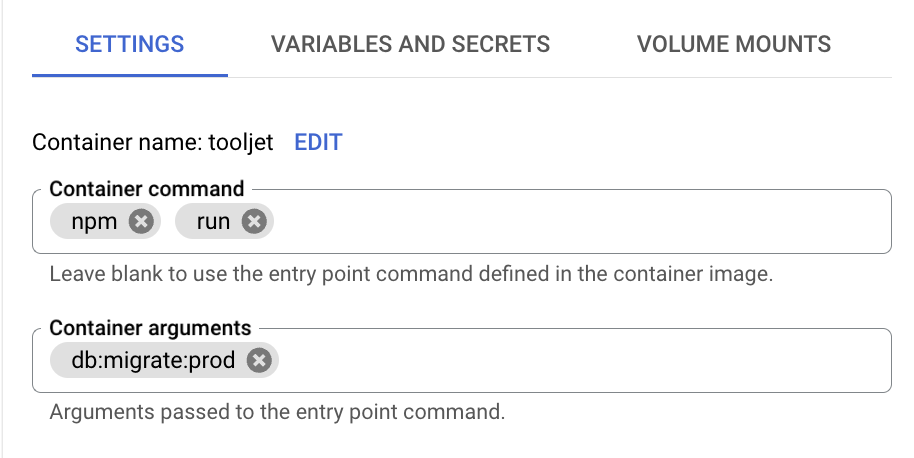 SETTINGS VARIABLES AND SECRETS VOLUME MOUNTS
Container name: tooljet EDIT
Container command
npm run
Leave blank to use the entry point command defined in the container image.
Container arguments
db:migrate:prod
Arguments passed to the entry point command.